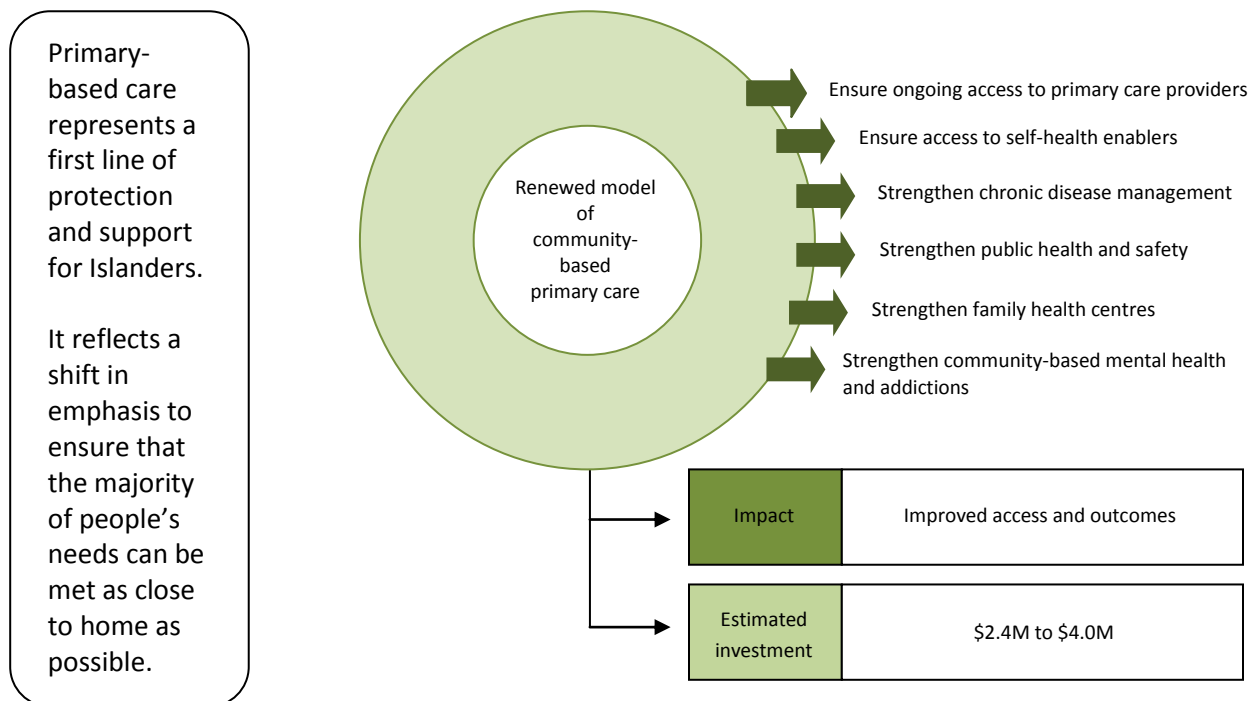 Primary-
based care
represents a
first line of
protection
and support
for Islanders.
It reflects a
shift in
emphasis to
ensure that
the majority
of people’s
needs can be
met as close
to home as
possible.
Renewed model
of
community-
based
primary care
Ensure ongoing access to primary care providers
Ensure access to self-health enablers
Strengthen chronic disease management
Strengthen public health and safety
Strengthen family health centres
Strengthen community-based mental health
and addictions
Impact
Improved access and outcomes
Estimated
investment
$2.4M to $4.0M